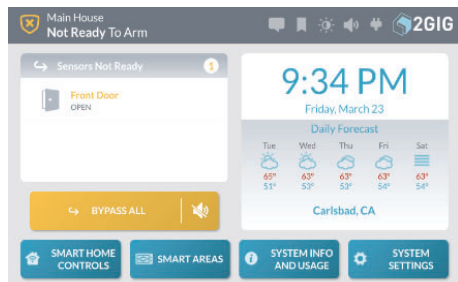 Main House
Not Ready To Arm
2GIG
Sensors Not Ready 1
Front Door
OPEN
BYPASS ALL
9:34 PM
Friday, March 23
Daily Forecast
Tue Wed Thu Fri Sat
65° 63° 63° 63° 63°
51° 53° 53° 54° 54°
Carlsbad, CA
SMART HOME
CONTROLS
SMART AREAS
SYSTEM INFO
AND USAGE
SYSTEM
SETTINGS